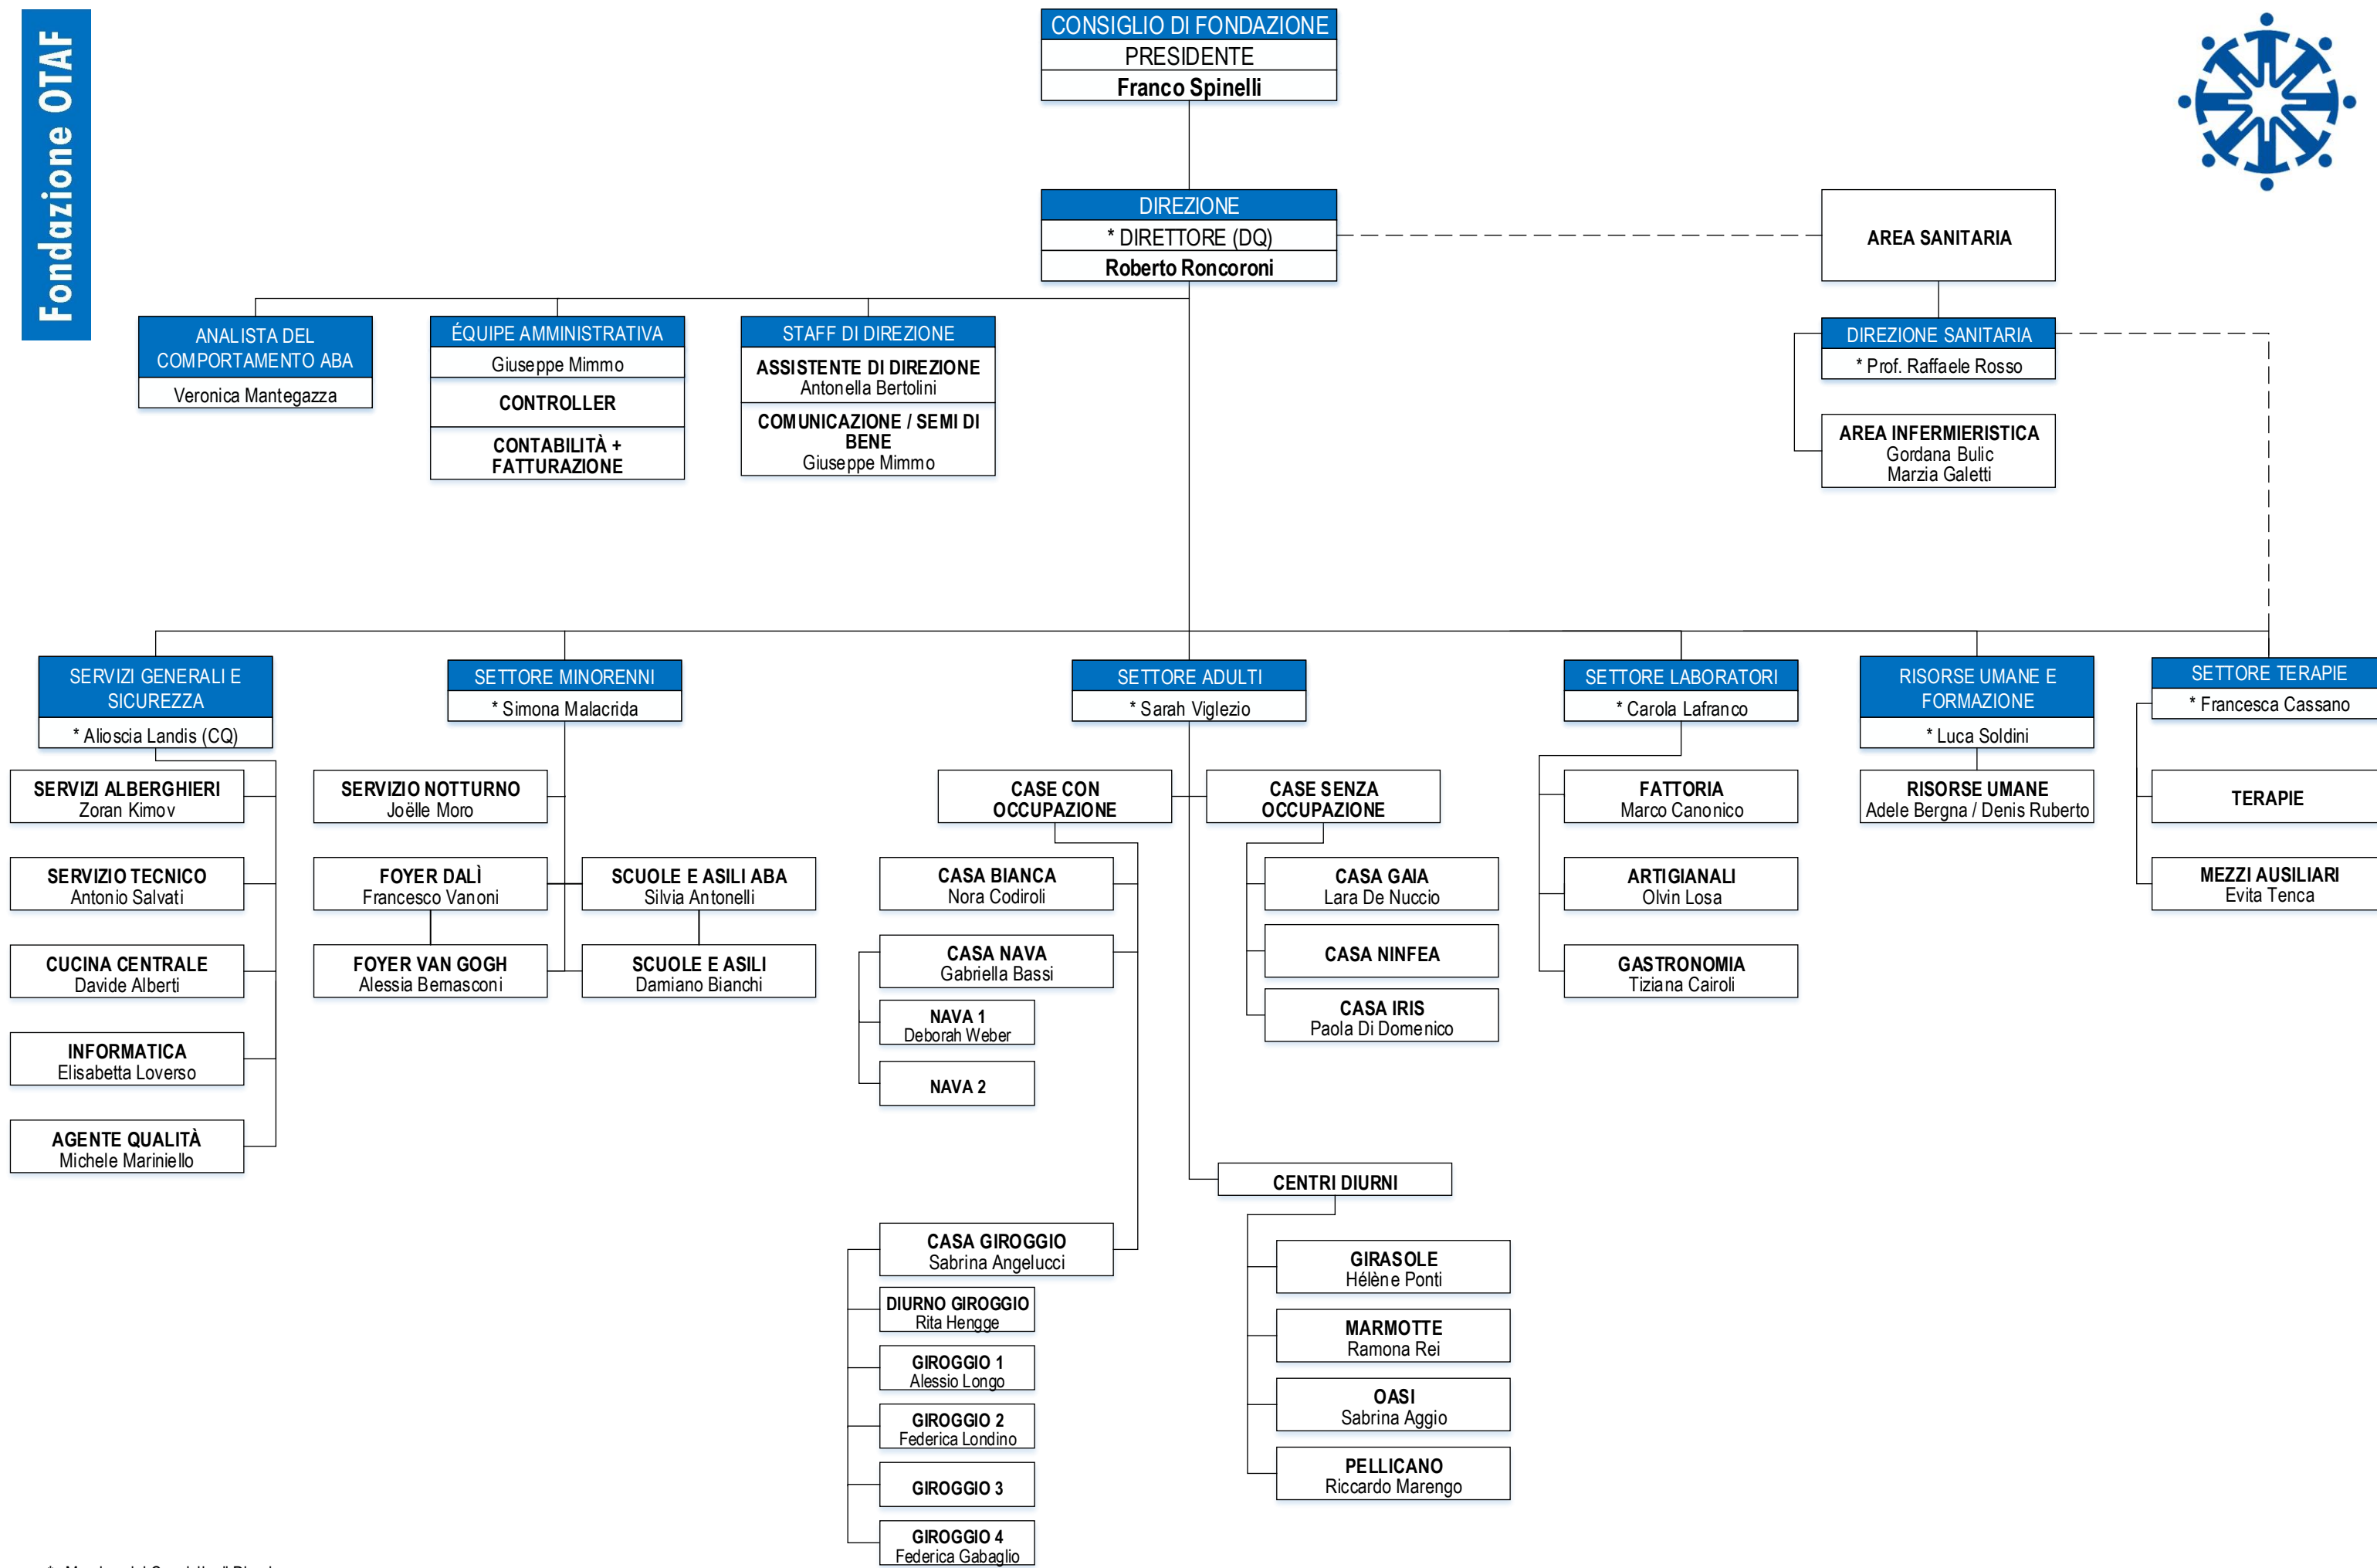 Fondazione OTAF
CONSIGLIO DI FONDAZIONE
PRESIDENTE
Franco Spinelli
DIREZIONE
* DIRETTORE (DQ)
Roberto Roncoroni
AREA SANITARIA
DIREZIONE SANITARIA
* Prof. Raffaele Rosso
AREA INFERMIERISTICA
Gordana Bulic
Marzia Galetti
ANALISTA DEL
COMPORTAMENTO ABA
Veronica Mantegazza
ÉQUIPE AMMINISTRATIVA
Giuseppe Mimmo
CONTROLLER
CONTABILITÀ +
FATTURAZIONE
STAFF DI DIREZIONE
ASSISTENTE DI DIREZIONE
Antonella Bertolini
COMUNICAZIONE / SEMI DI
BENE
Giuseppe Mimmo
SERVIZI GENERALI E
SICUREZZA
* Alioscia Landis (CQ)
SERVIZI ALBERGHIERI
Zoran Kimov
SERVIZIO TECNICO
Antonio Salvati
CUCINA CENTRALE
Davide Alberti
INFORMATICA
Elisabetta Loverso
AGENTE QUALITÀ
Michele Mariniello
SETTORE MINORENNI
* Simona Malacrida
SERVIZIO NOTTURNO
Joëlle Moro
FOYER DALÌ
Francesco Vanoni
SCUOLE E ASILI ABA
Silvia Antonelli
FOYER VAN GOGH
Alessia Bernasconi
SCUOLE E ASILI
Damiano Bianchi
SETTORE ADULTI
* Sarah Viglezio
CASE CON
OCCUPAZIONE
CASA BIANCA
Nora Codiroli
CASA NAVA
Gabriella Bassi
NAVA 1
Deborah Weber
NAVA 2
CASA GIROGGIO
Sabrina Angelucci
DIURNO GIROGGIO
Rita Hengge
GIROGGIO 1
Alessio Longo
GIROGGIO 2
Federica Londino
GIROGGIO 3
GIROGGIO 4
Federica Gabaglio
CASE SENZA
OCCUPAZIONE
CASA GAIA
Lara De Nuccio
CASA NINFEA
CASA IRIS
Paola Di Domenico
CENTRI DIURNI
GIRASOLE
Hélène Ponti
MARMOTTE
Ramona Rei
OASI
Sabrina Aggio
PELLICANO
Riccardo Marengo
SETTORE LABORATORI
* Carola Lafranco
FATTORIA
Marco Canonico
ARTIGIANALI
Olvin Losa
GASTRONOMIA
Tiziana Cairoli
RISORSE UMANE E
FORMAZIONE
* Luca Soldini
RISORSE UMANE
Adele Bergna / Denis Ruberto
SETTORE TERAPIE
* Francesca Cassano
TERAPIE
MEZZI AUSILIARI
Evita Tenca